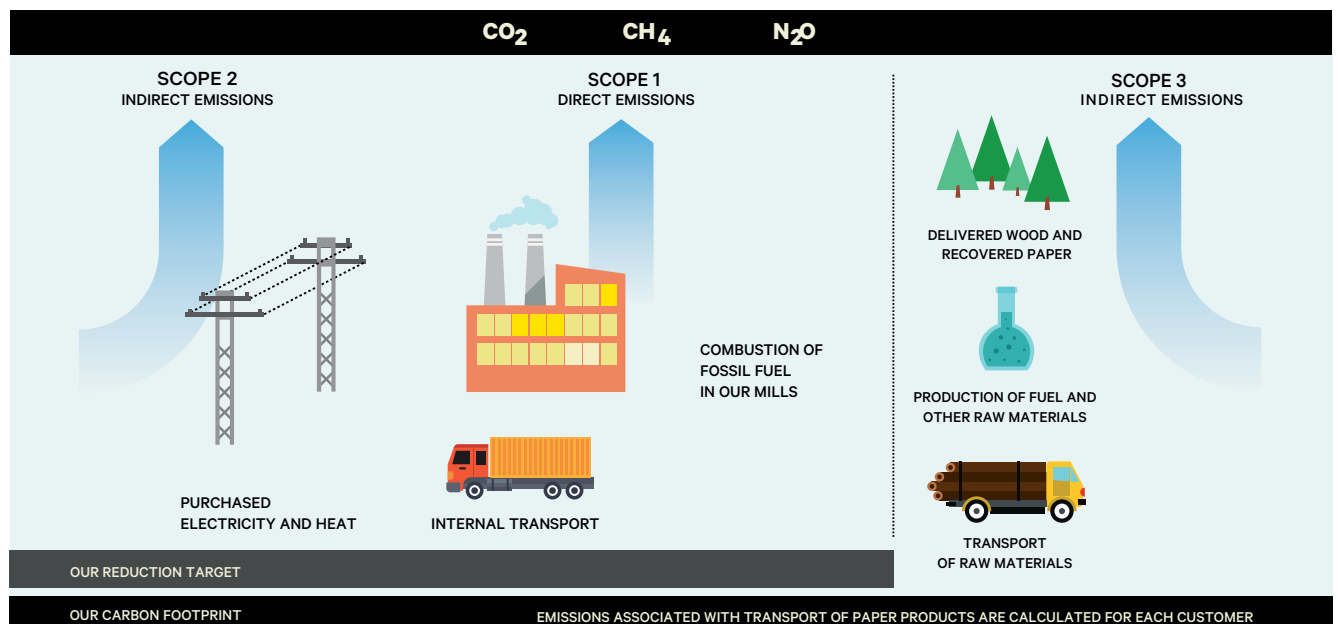 CO2 CH4 N2O
SCOPE 2
INDIRECT EMISSIONS
PURCHASED
ELECTRICITY AND HEAT
SCOPE 1
DIRECT EMISSIONS
COMBUSTION OF
FOSSIL FUEL
IN OUR MILLS
INTERNAL TRANSPORT
SCOPE 3
INDIRECT EMISSIONS
DELIVERED WOOD AND
RECOVERED PAPER
PRODUCTION OF FUEL AND
OTHER RAW MATERIALS
TRANSPORT
OF RAW MATERIALS
OUR REDUCTION TARGET
OUR CARBON FOOTPRINT
EMISSIONS ASSOCIATED WITH TRANSPORT OF PAPER PRODUCTS ARE CALCULATED FOR EACH CUSTOMER